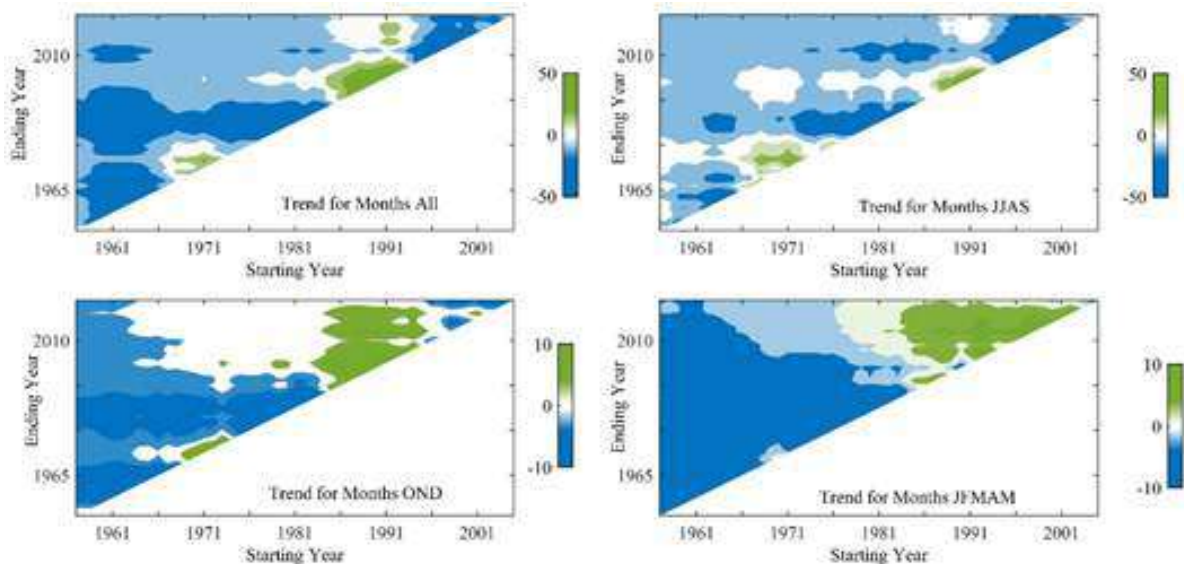 50
2010
0
Ending Year
1965
-50
Trend for Months All
1961 1971 1981 1991 2001
Starting Year
50
2010
0
Ending Year
1965
-50
Trend for Months JJAS
1961 1971 1981 1991 2001
Starting Year
10
2010
0
Ending Year
1965
-10
Trend for Months OND
1961 1971 1981 1991 2001
Starting Year
10
2010
0
Ending Year
1965
-10
Trend for Months JFMAM
1961 1971 1981 1991 2001
Starting Year